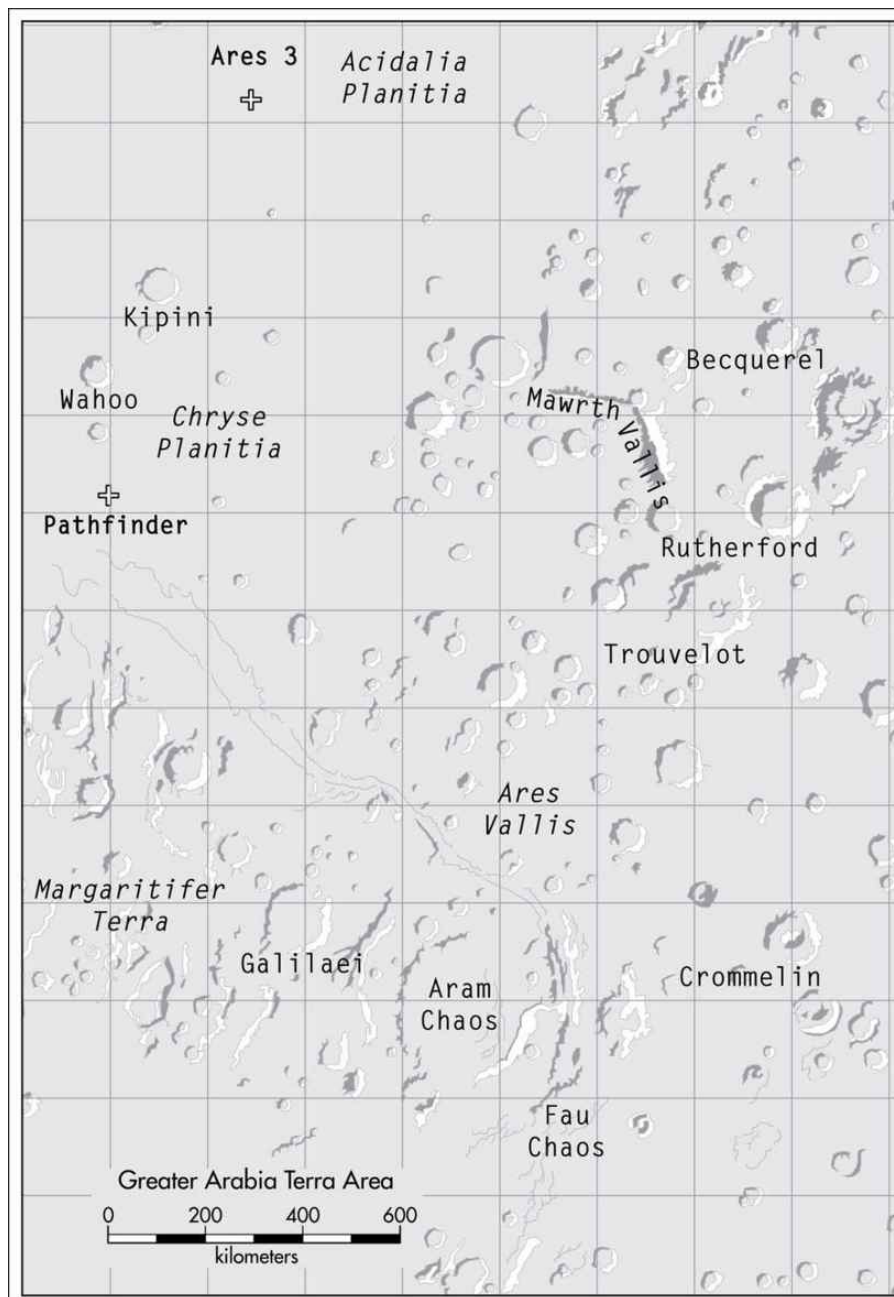 Ares 3
Acidalia
Planitia
Kipini
Becquerel
Wahoo
Mawrth
Vallis
Chryse
Planitia
Pathfinder
Rutherford
Trouvelot
Ares
Vallis
Margaritifer
Terra
Galilaei
Aram
Chaos
Crommelin
Fau
Chaos
Greater Arabia Terra Area
0 200 400 600
kilometers